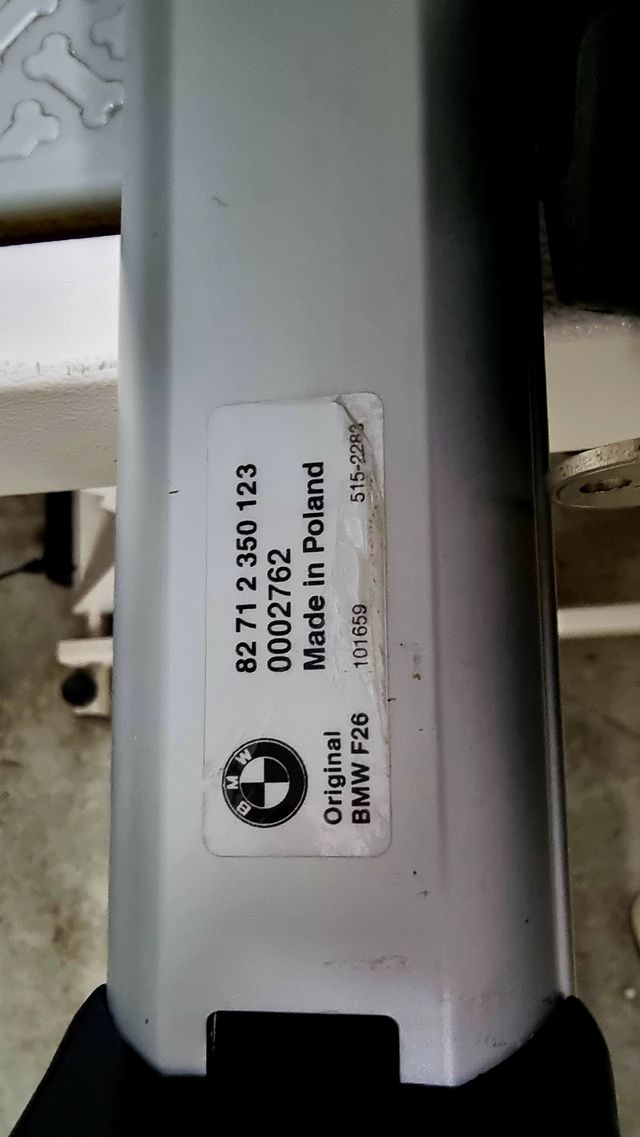 82 71 2 350 123
0002762
Made in Poland
101659 515-2283
BMW
Original
BMW F26